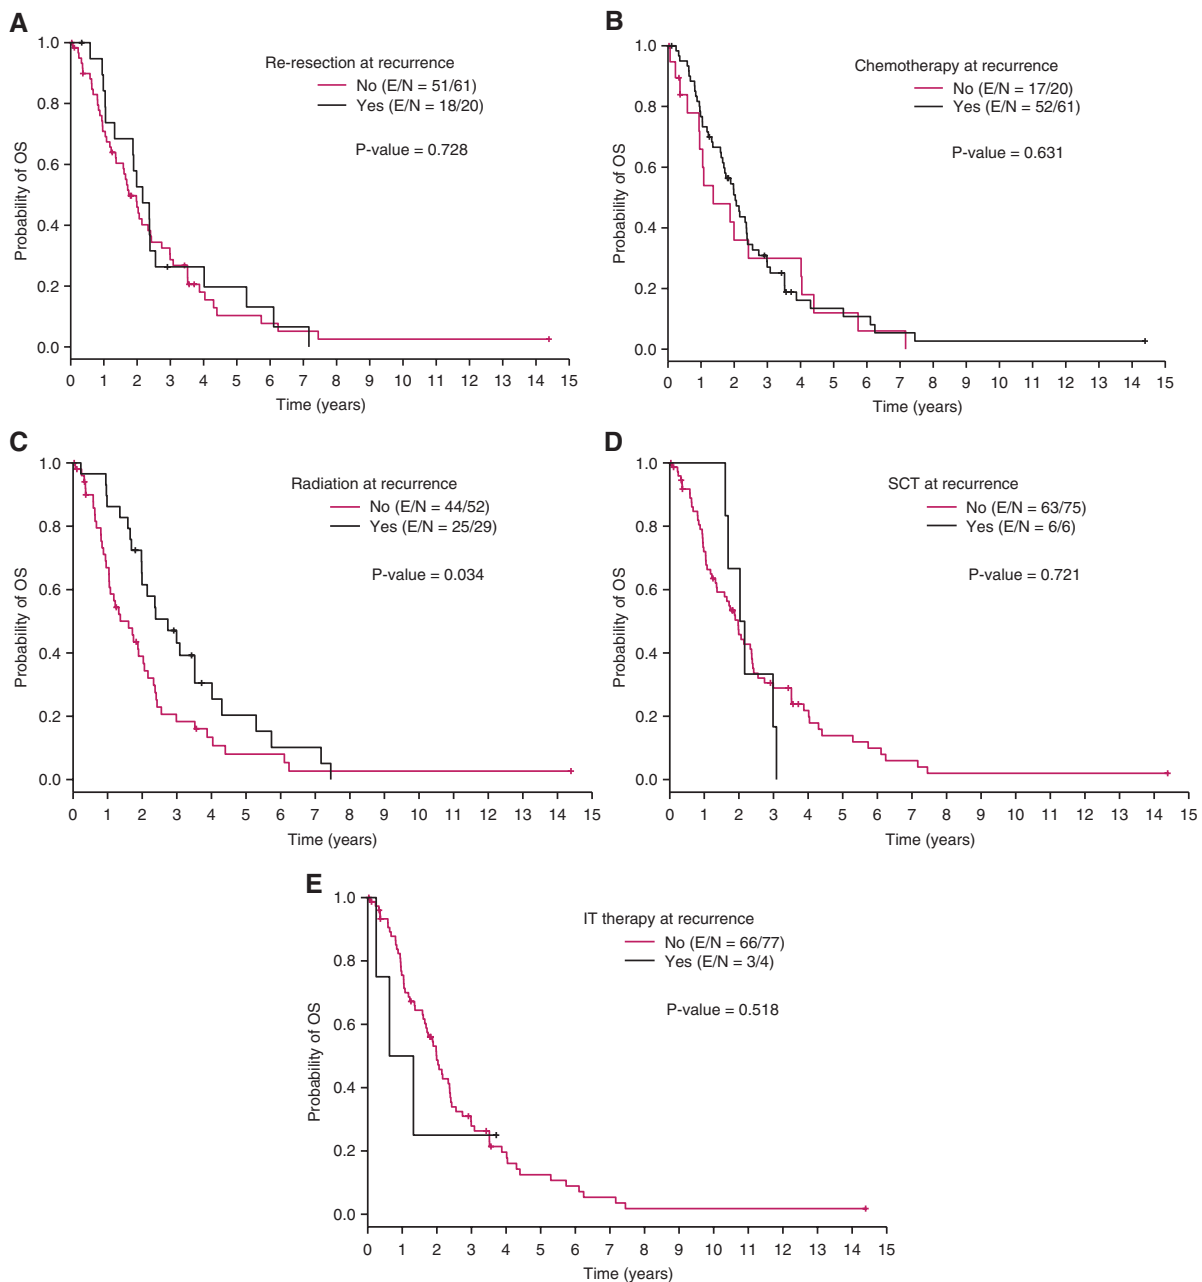 A
Re-resection at recurrence
No (E/N = 51/61)
Yes (E/N = 18/20)
P-value = 0.728
Probability of OS
1.0
0.8
0.6
0.4
0.2
0.0
0 1 2 3 4 5 6 7 8 9 10 11 12 13 14 15
Time (years)
B
Chemotherapy at recurrence
No (E/N = 17/20)
Yes (E/N = 52/61)
P-value = 0.631
Probability of OS
1.0
0.8
0.6
0.4
0.2
0.0
0 1 2 3 4 5 6 7 8 9 10 11 12 13 14 15
Time (years)
C
Radiation at recurrence
No (E/N = 44/52)
Yes (E/N = 25/29)
P-value = 0.034
Probability of OS
1.0
0.8
0.6
0.4
0.2
0.0
0 1 2 3 4 5 6 7 8 9 10 11 12 13 14 15
Time (years)
D
SCT at recurrence
No (E/N = 63/75)
Yes (E/N = 6/6)
P-value = 0.721
Probability of OS
1.0
0.8
0.6
0.4
0.2
0.0
0 1 2 3 4 5 6 7 8 9 10 11 12 13 14 15
Time (years)
E
IT therapy at recurrence
No (E/N = 66/77)
Yes (E/N = 3/4)
P-value = 0.518
Probability of OS
1.0
0.8
0.6
0.4
0.2
0.0
0 1 2 3 4 5 6 7 8 9 10 11 12 13 14 15
Time (years)